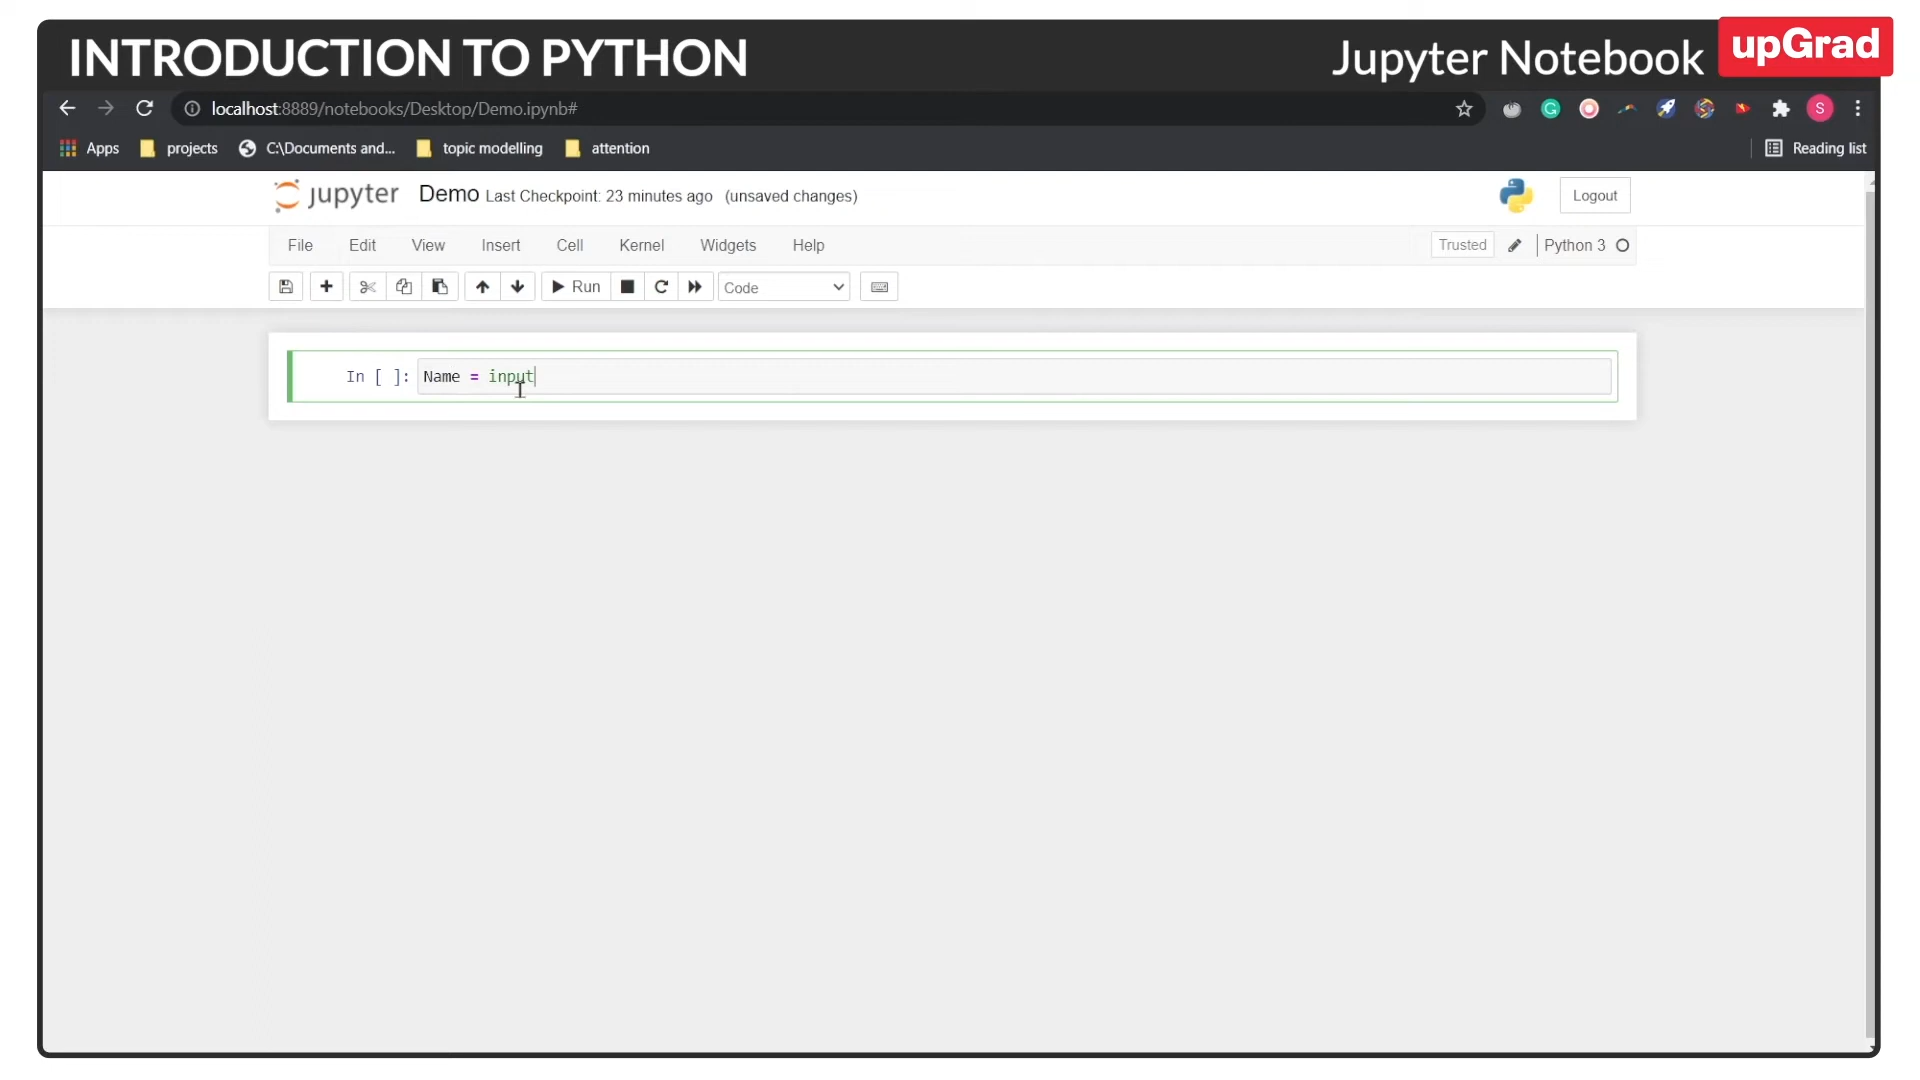 INTRODUCTION TO PYTHON
Jupyter Notebook
upGrad
localhost:8889/notebooks/Desktop/Demo.ipynb#
S
Apps projects C:\Documents and... topic modelling attention Reading list
jupyter Demo Last Checkpoint: 23 minutes ago (unsaved changes) Logout
File Edit View Insert Cell Kernel Widgets Help Trusted Python 3
Run Code
In [ ]: Name = input